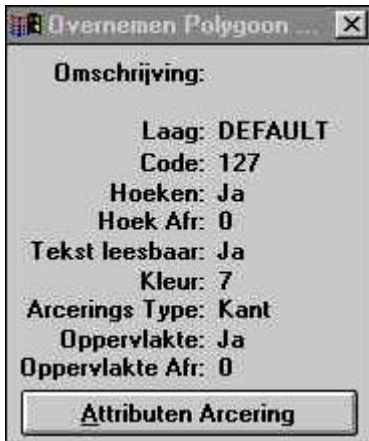 Overnemen Polygoon ...
Omschrijving:
Laag: DEFAULT
Code: 127
Hoeken: Ja
Hoek Afr: 0
Tekst leesbaar: Ja
Kleur: 7
Arcerings Type: Kant
Oppervlakte: Ja
Oppervlakte Afr: 0
Attributen Arcering